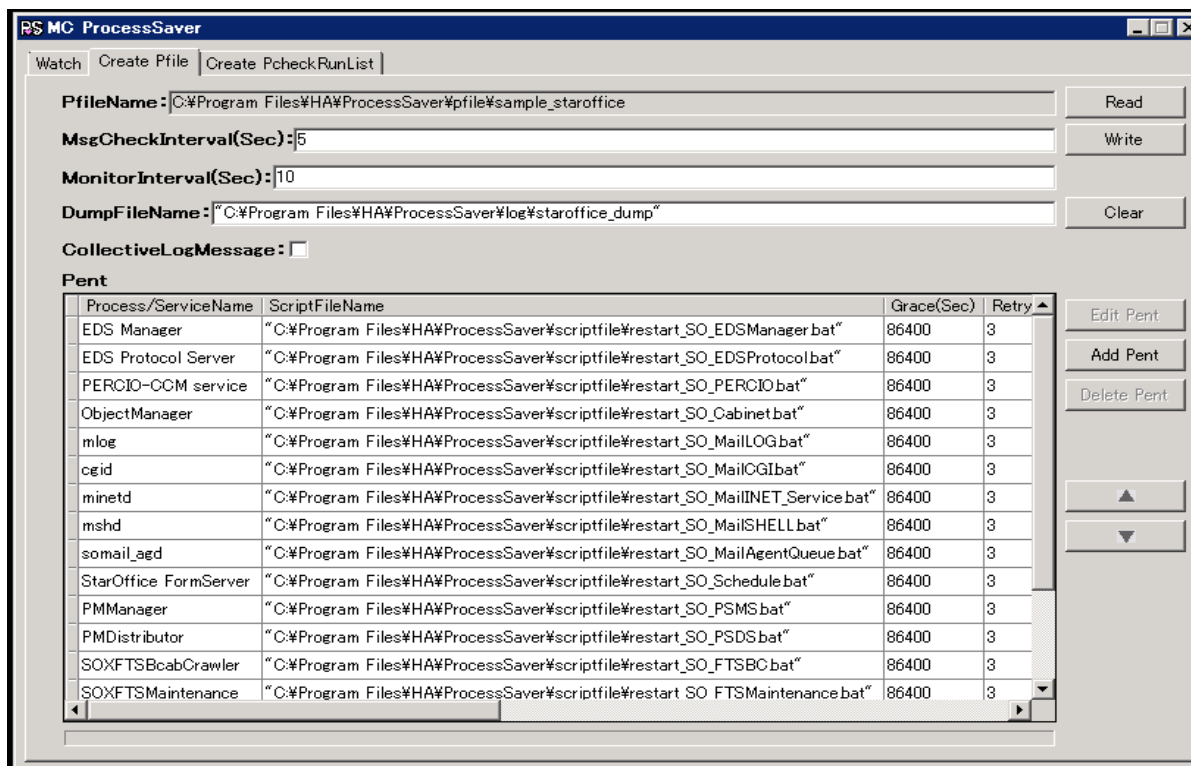 PS MC ProcessSaver
Watch Create Pfile Create PcheckRunList
PfileName: C:¥Program Files¥HA¥ProcessSaver¥pfile¥sample_staroffice Read
MsgCheckInterval(Sec): 5 Write
MonitorInterval(Sec): 10
DumpFileName: "C:¥Program Files¥HA¥ProcessSaver¥log¥staroffice_dump" Clear
CollectiveLogMessage:
Pent
Process/ServiceName ScriptFileName Grace(Sec) Retry
EDS Manager "C:¥Program Files¥HA¥ProcessSaver¥scriptfile¥restart_SO_EDSManager.bat" 86400 3 Edit Pent
EDS Protocol Server "C:¥Program Files¥HA¥ProcessSaver¥scriptfile¥restart_SO_EDSProtocol.bat" 86400 3 Add Pent
PERCIO-CCM service "C:¥Program Files¥HA¥ProcessSaver¥scriptfile¥restart_SO_PERCIO.bat" 86400 3 Delete Pent
ObjectManager "C:¥Program Files¥HA¥ProcessSaver¥scriptfile¥restart_SO_Cabinet.bat" 86400 3
mlog "C:¥Program Files¥HA¥ProcessSaver¥scriptfile¥restart_SO_MailLOG.bat" 86400 3
cgid "C:¥Program Files¥HA¥ProcessSaver¥scriptfile¥restart_SO_MailCGI.bat" 86400 3
minetd "C:¥Program Files¥HA¥ProcessSaver¥scriptfile¥restart_SO_MailINET_Service.bat" 86400 3
mshd "C:¥Program Files¥HA¥ProcessSaver¥scriptfile¥restart_SO_MailSHELL.bat" 86400 3
somail_agd "C:¥Program Files¥HA¥ProcessSaver¥scriptfile¥restart_SO_MailAgentQueue.bat" 86400 3
StarOffice FormServer "C:¥Program Files¥HA¥ProcessSaver¥scriptfile¥restart_SO_Schedule.bat" 86400 3
PMManager "C:¥Program Files¥HA¥ProcessSaver¥scriptfile¥restart_SO_PSMS.bat" 86400 3
PMDistributor "C:¥Program Files¥HA¥ProcessSaver¥scriptfile¥restart_SO_PSDS.bat" 86400 3
SOXFTSBcabCrawler "C:¥Program Files¥HA¥ProcessSaver¥scriptfile¥restart_SO_FTSBC.bat" 86400 3
SOXFTSMaintenance "C:¥Program Files¥HA¥ProcessSaver¥scriptfile¥restart_SO_FTSMaintenance.bat" 86400 3